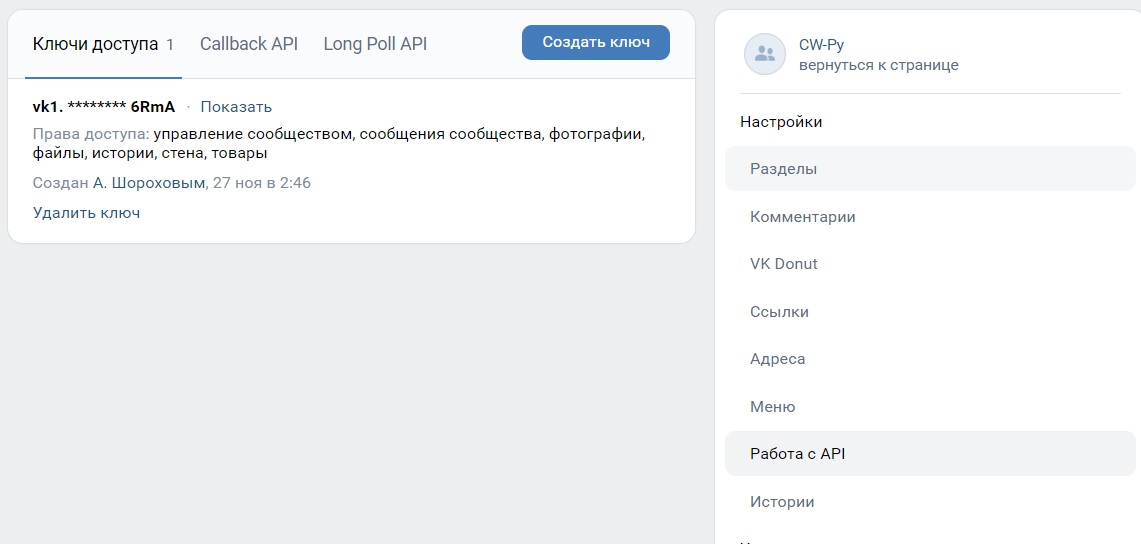 Ключи доступа 1
Callback API
Long Poll API
Создать ключ
vk1. ******** 6RmA · Показать
Права доступа: управление сообществом, сообщения сообщества, фотографии,
файлы, истории, стена, товары
Создан А. Шороховым, 27 ноя в 2:46
Удалить ключ
CW-Py
вернуться к странице
Настройки
Разделы
Комментарии
VK Donut
Ссылки
Адреса
Меню
Работа с API
Истории